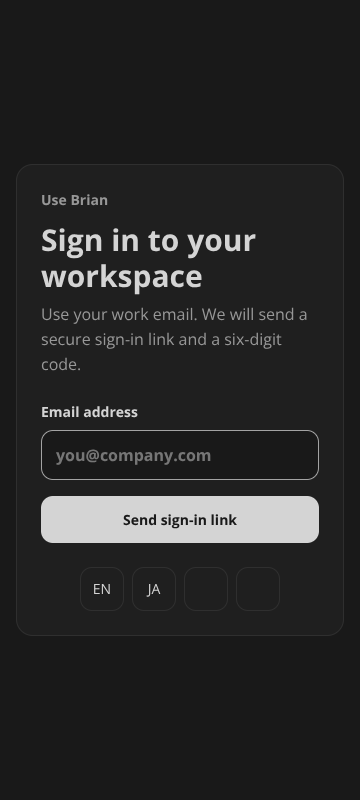 Use Brian
Sign in to your
workspace
Use your work email. We will send a
secure sign-in link and a six-digit
code.
Email address
you@company.com
Send sign-in link
EN JA